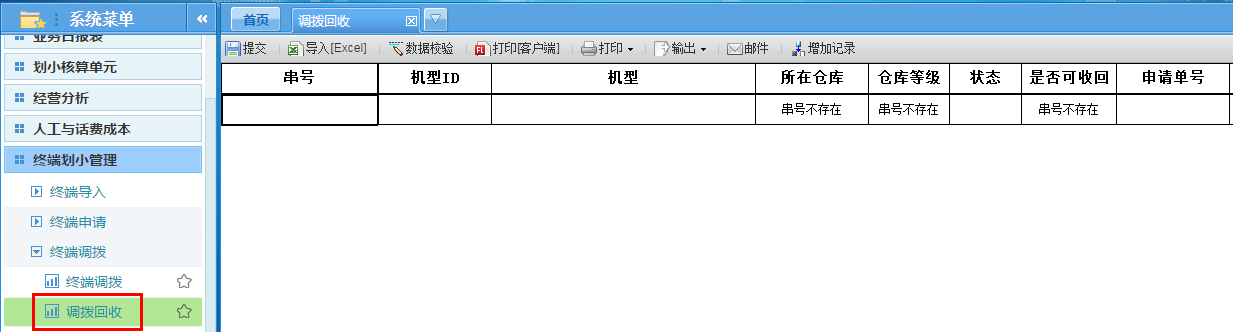 系统菜单 «
业务日报表
划小核算单元
经营分析
人工与话费成本
终端划小管理
终端导入
终端申请
终端调拨
终端调拨
调拨回收
首页 调拨回收
提交 导入[Excel] 数据校验 打印[客户端] 打印 输出 邮件 增加记录
串号 机型ID 机型 所在仓库 仓库等级 状态 是否可收回 申请单号
串号不存在 串号不存在 串号不存在